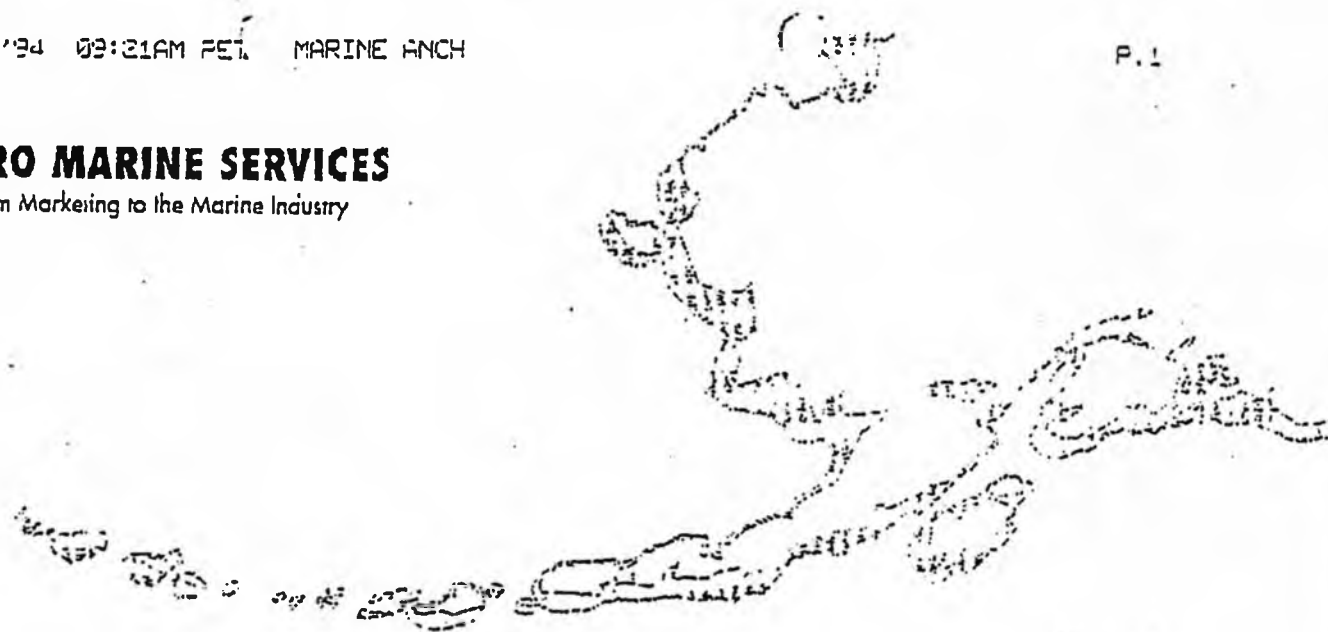 '94 09:21AM PET. MARINE ANCH P.1
RO MARINE SERVICES
m Marketing to the Marine Industry